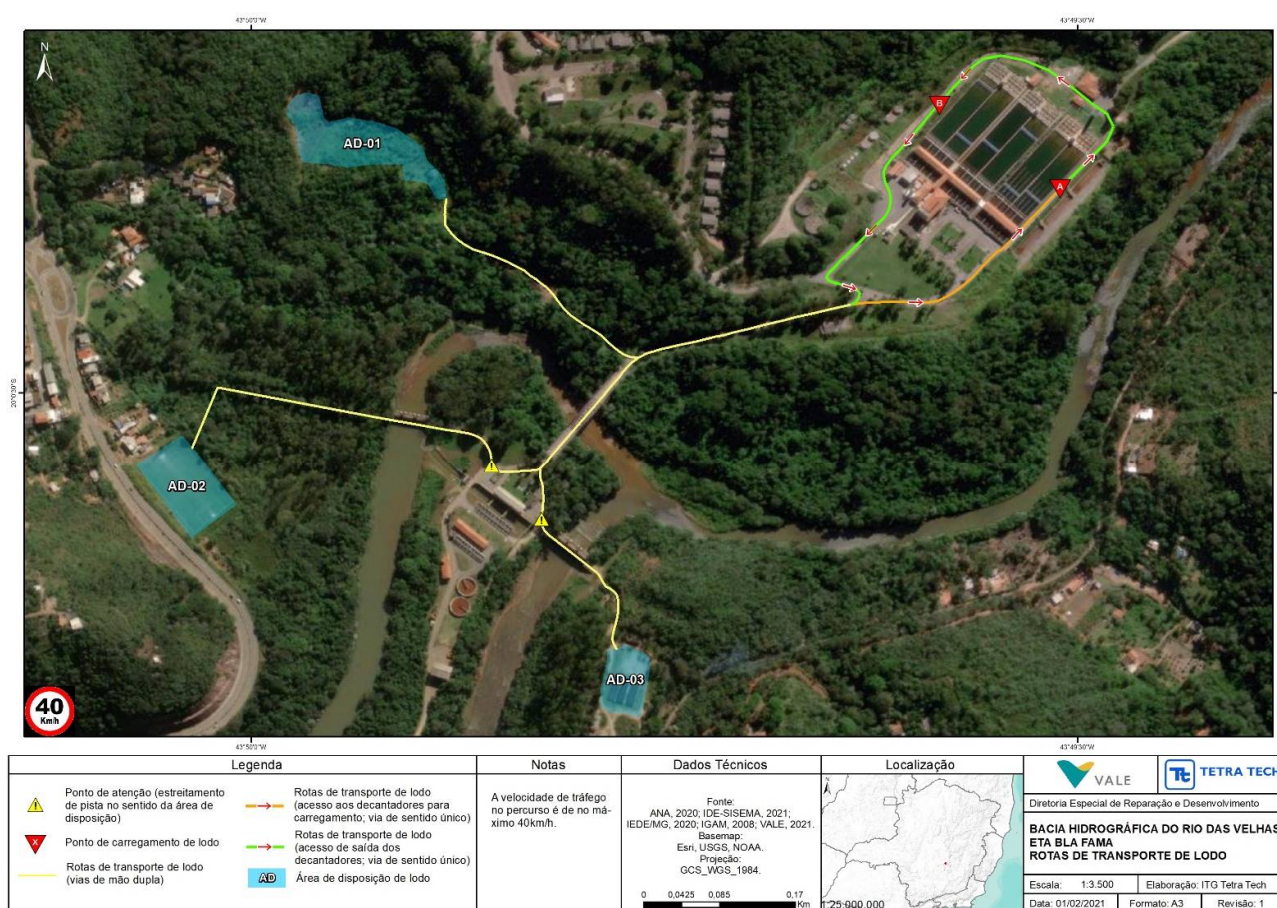 43°50'0"W
43°49'30"W
N
B
AD-01
A
20°0'30"S
AD-02
AD-03
40
Km/h
43°50'0"W
43°49'30"W
Legenda
Ponto de atenção (estreitamento
de pista no sentido da área de
disposição)
X
Ponto de carregamento de lodo
Rotas de transporte de lodo
(vias de mão dupla)
Rotas de transporte de lodo
(acesso aos decantadores para
carregamento; via de sentido único)
Rotas de transporte de lodo
(acesso de saída dos
decantadores; via de sentido único)
AD
Área de disposição de lodo
Notas
A velocidade de tráfego
no percurso é de no má-
ximo 40km/h.
Dados Técnicos
Fonte:
ANA, 2020; IDE-SISEMA, 2021;
IEDE/MG, 2020; IGAM, 2008; VALE, 2021.
Basemap:
Esri, USGS, NOAA.
Projeção:
GCS_WGS_1984.
0 0,0425 0,085 0,17
Km
Localização
N
1:25.000.000
VALE
Tt TETRA TECH
Diretoria Especial de Reparação e Desenvolvimento
BACIA HIDROGRÁFICA DO RIO DAS VELHAS
ETA BLA FAMA
ROTAS DE TRANSPORTE DE LODO
Escala: 1:3.500
Elaboração: ITG Tetra Tech
Data: 01/02/2021
Formato: A3
Revisão: 1